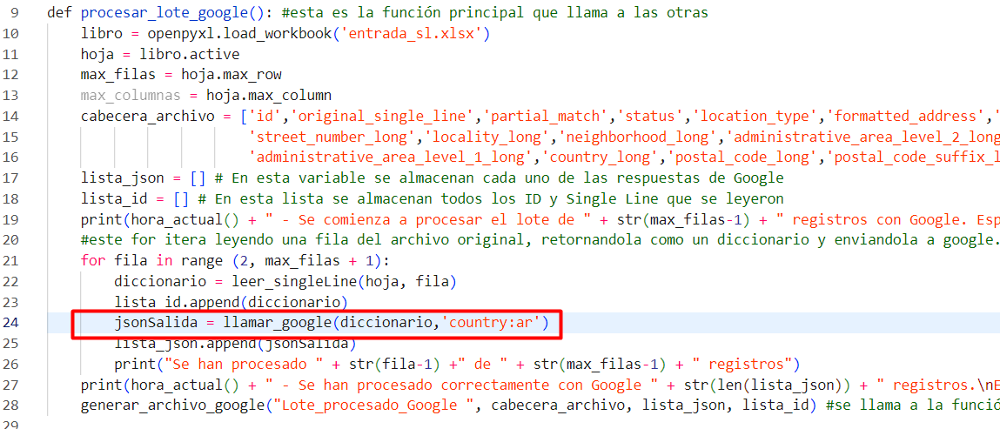 9 def procesar_lote_google(): #esta es la función principal que llama a las otras
10 libro = openpyxl.load_workbook('entrada_sl.xlsx')
11 hoja = libro.active
12 max_filas = hoja.max_row
13 max_columnas = hoja.max_column
14 cabecera_archivo = ['id','original_single_line','partial_match','status','location_type','formatted_address','
15 'street_number_long','locality_long','neighborhood_long','administrative_area_level_2_long
16 'administrative_area_level_1_long','country_long','postal_code_long','postal_code_suffix_l
17 lista_json = [] # En esta variable se almacenan cada uno de las respuestas de Google
18 lista_id = [] # En esta lista se almacenan todos los ID y Single Line que se leyeron
19 print(hora_actual() + " - Se comienza a procesar el lote de " + str(max_filas-1) + " registros con Google. Esp
20 #este for itera leyendo una fila del archivo original, retornandola como un diccionario y enviandola a google.
21 for fila in range (2, max_filas + 1):
22 diccionario = leer_singleLine(hoja, fila)
23 lista_id.append(diccionario)
24 jsonSalida = llamar_google(diccionario,'country:ar')
25 lista_json.append(jsonSalida)
26 print("Se han procesado " + str(fila-1) +" de " + str(max_filas-1) + " registros")
27 print(hora_actual() + " - Se han procesado correctamente con Google " + str(len(lista_json)) + " registros.\nE
28 generar_archivo_google("Lote_procesado_Google ", cabecera_archivo, lista_json, lista_id) #se llama a la funció
29